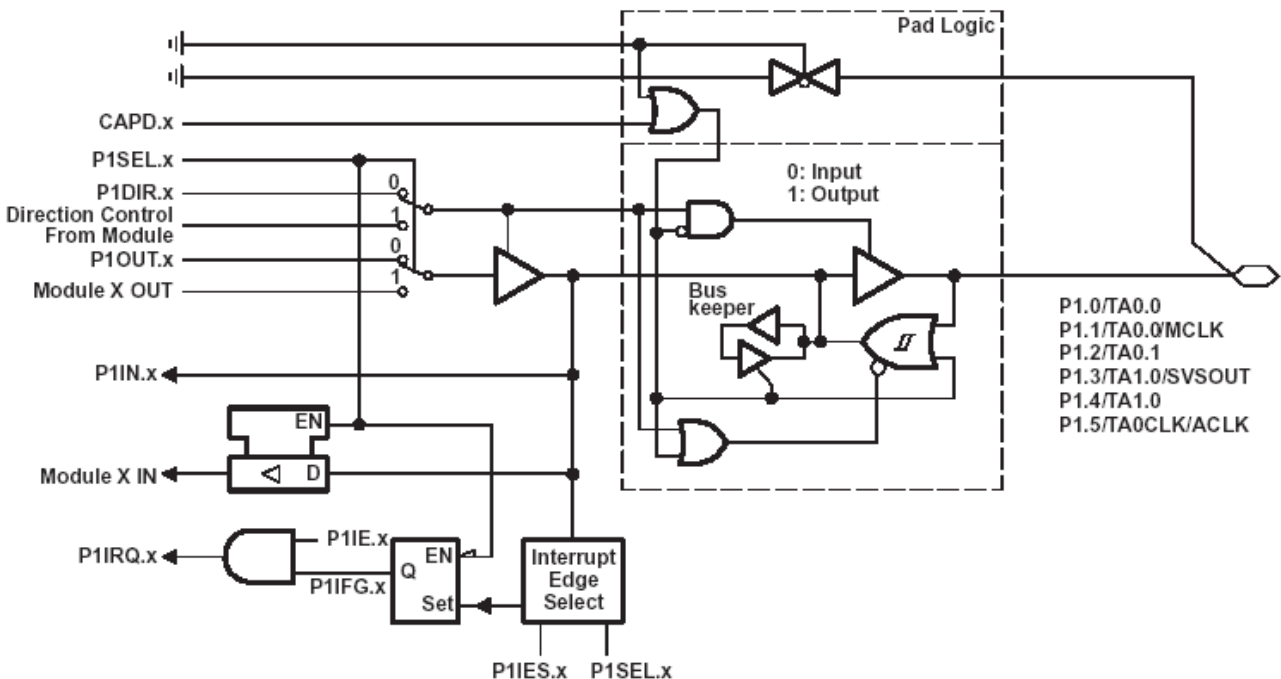 Pad Logic
CAPD.x
P1SEL.x
0
P1DIR.x
Direction Control
From Module
1
0
P1OUT.x
1
Module X OUT
0: Input
1: Output
Bus
keeper
P1.0/TA0.0
P1.1/TA0.0/MCLK
P1.2/TA0.1
P1.3/TA1.0/SVSOUT
P1.4/TA1.0
P1.5/TA0CLK/ACLK
P1IN.x
EN
Module X IN
D
P1IRQ.x
P1IE.x
P1IFG.x
EN
Q
Set
Interrupt
Edge
Select
P1IES.x
P1SEL.x